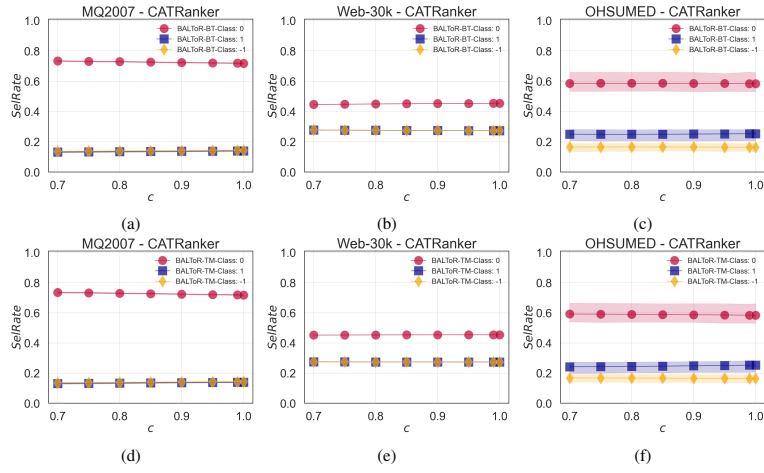 MQ2007 - CATRanker
1.0
0.8
0.6
0.4
0.2
0.0
SelRate
BALToR-BT-Class: 0
BALToR-BT-Class: 1
BALToR-BT-Class: -1
0.7 0.8 0.9 1.0
c
(a)
Web-30k - CATRanker
1.0
0.8
0.6
0.4
0.2
0.0
SelRate
BALToR-BT-Class: 0
BALToR-BT-Class: 1
BALToR-BT-Class: -1
0.7 0.8 0.9 1.0
c
(b)
OHSUMED - CATRanker
1.0
0.8
0.6
0.4
0.2
0.0
SelRate
BALToR-BT-Class: 0
BALToR-BT-Class: 1
BALToR-BT-Class: -1
0.7 0.8 0.9 1.0
c
(c)
MQ2007 - CATRanker
1.0
0.8
0.6
0.4
0.2
0.0
SelRate
BALToR-TM-Class: 0
BALToR-TM-Class: 1
BALToR-TM-Class: -1
0.7 0.8 0.9 1.0
c
(d)
Web-30k - CATRanker
1.0
0.8
0.6
0.4
0.2
0.0
SelRate
BALToR-TM-Class: 0
BALToR-TM-Class: 1
BALToR-TM-Class: -1
0.7 0.8 0.9 1.0
c
(e)
OHSUMED - CATRanker
1.0
0.8
0.6
0.4
0.2
0.0
SelRate
BALToR-TM-Class: 0
BALToR-TM-Class: 1
BALToR-TM-Class: -1
0.7 0.8 0.9 1.0
c
(f)